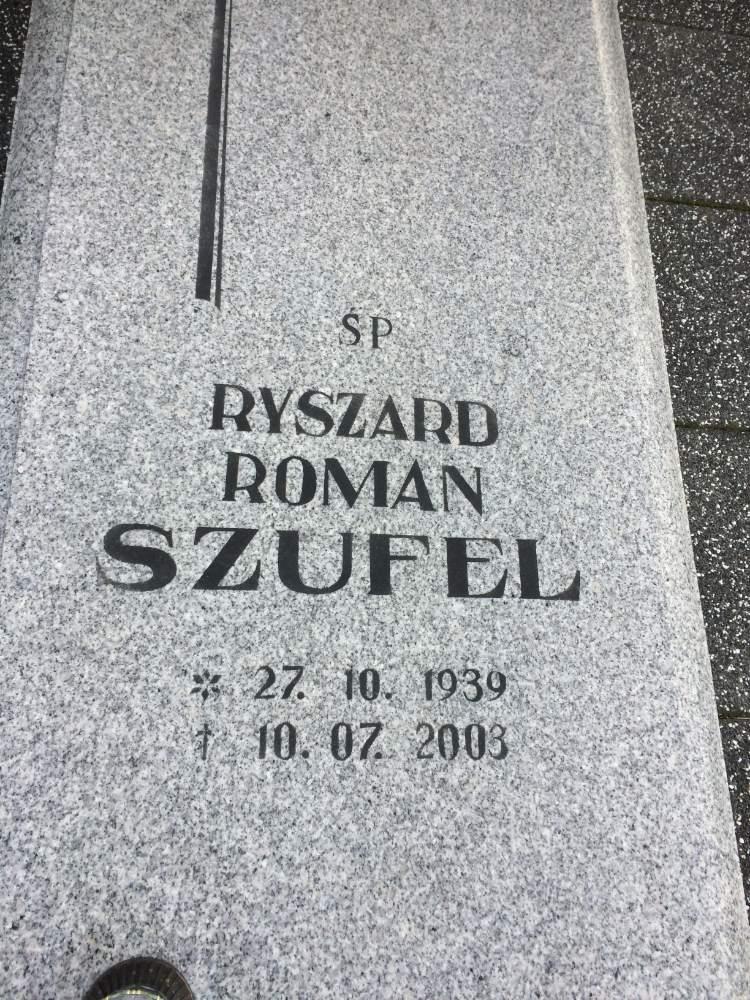 ŚP
RYSZARD
ROMAN
SZUFEL
* 27. 10. 1939
† 10. 07. 2003